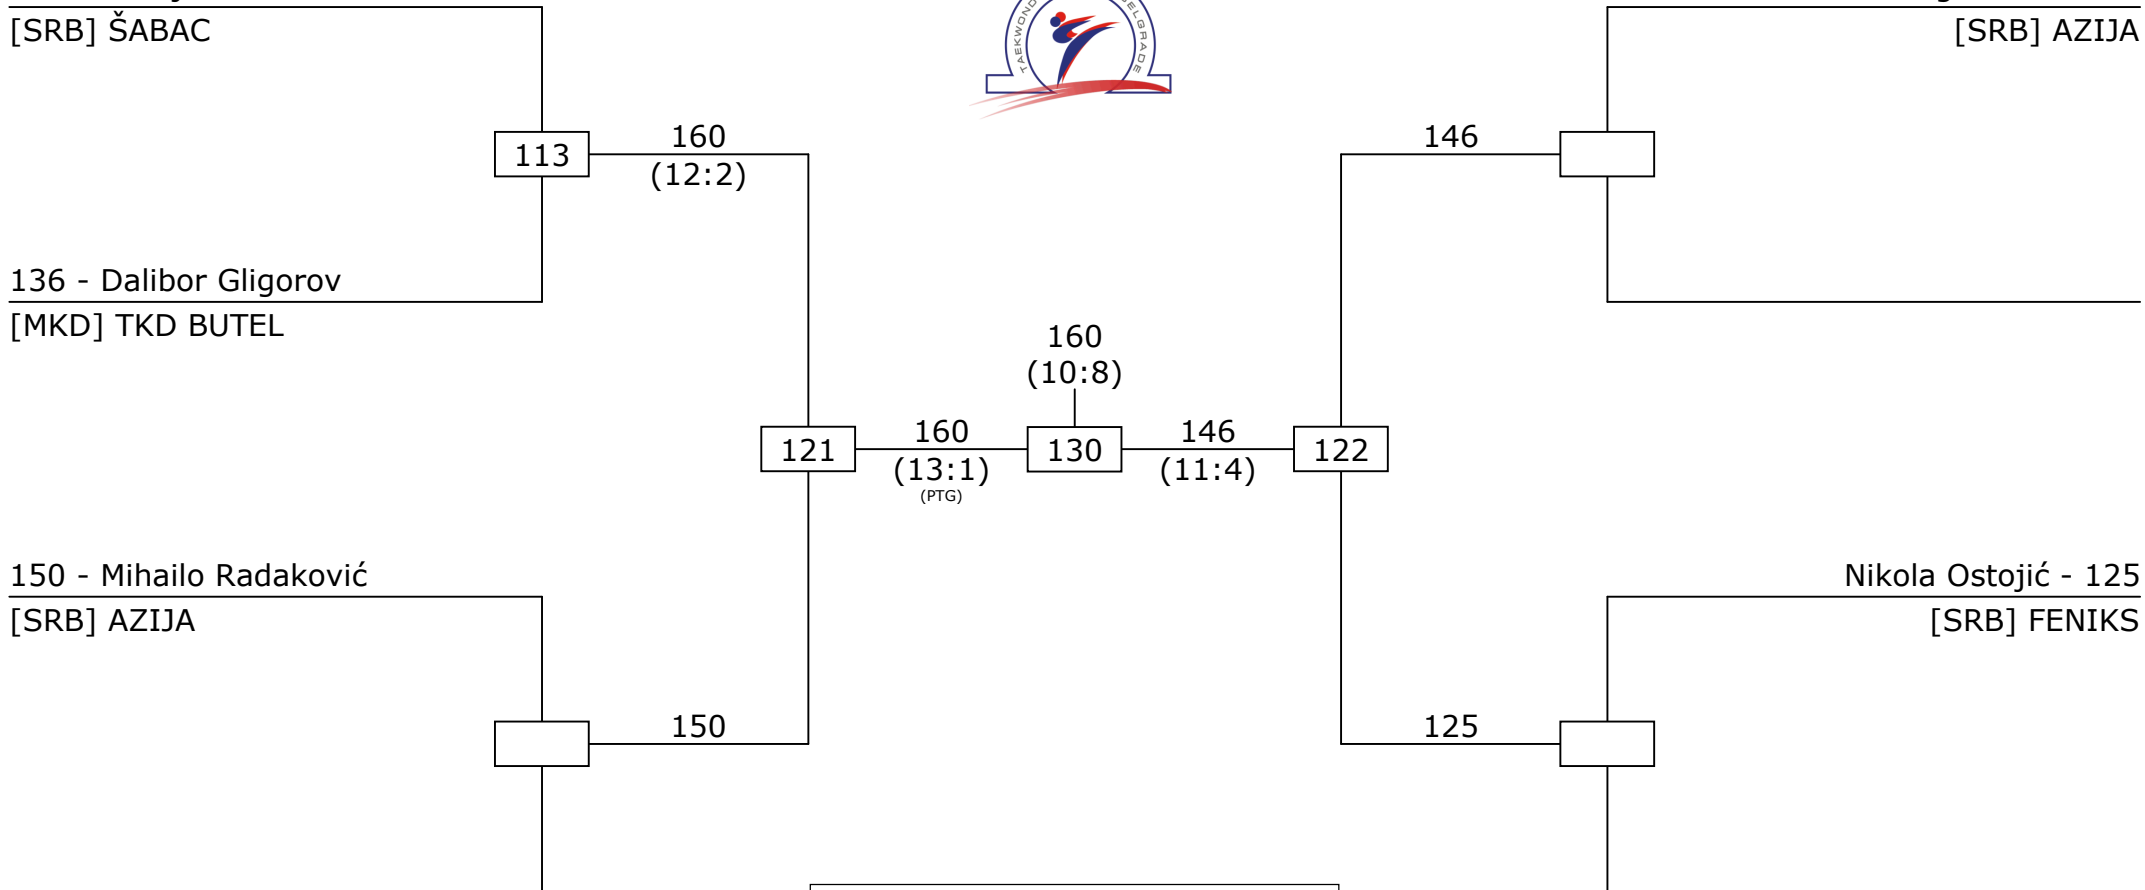 [SRB] ŠABAC
[SRB] AZIJA
TAEKWOND
BELGRADE
113
160
(12:2)
146
136 - Dalibor Gligorov
[MKD] TKD BUTEL
160
(10:8)
121
160
(13:1)
(PTG)
130
146
(11:4)
122
150 - Mihailo Radaković
[SRB] AZIJA
Nikola Ostojić - 125
[SRB] FENIKS
150
125